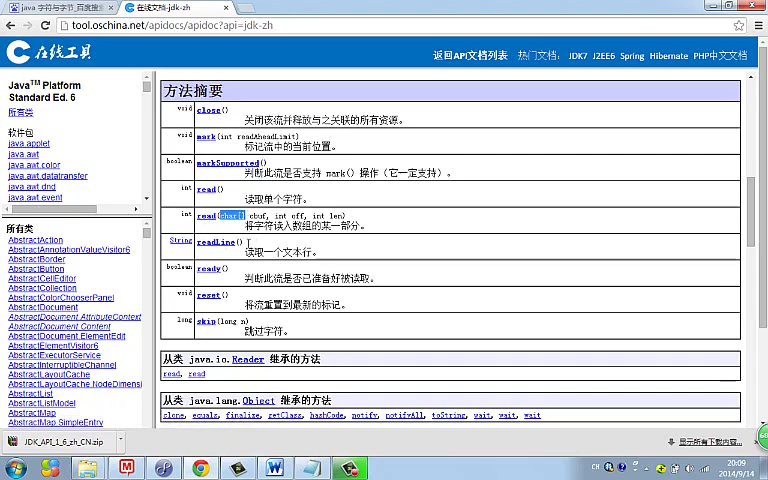 java 字符与字节_百度搜索
在线文档-jdk-zh
tool.oschina.net/apidocs/apidoc?api=jdk-zh
在线工具
返回API文档列表 热门文档: JDK7 J2EE6 Spring Hibernate PHP中文文档
Java™ Platform
Standard Ed. 6
所有类
软件包
java.applet
java.awt
java.awt.color
java.awt.datatransfer
java.awt.dnd
java.awt.event
所有类
AbstractAction
AbstractAnnotationValueVisitor6
AbstractBorder
AbstractButton
AbstractCellEditor
AbstractCollection
AbstractColorChooserPanel
AbstractDocument
AbstractDocument.AttributeContext
AbstractDocument.Content
AbstractDocument.ElementEdit
AbstractElementVisitor6
AbstractExecutorService
AbstractInterruptibleChannel
AbstractLayoutCache
AbstractLayoutCache.NodeDimensi
AbstractList
AbstractListModel
AbstractMap
AbstractMap.SimpleEntry
方法摘要
void close()
关闭该流并释放与之关联的所有资源。
void mark(int readAheadLimit)
标记流中的当前位置。
boolean markSupported()
判断此流是否支持 mark() 操作（它一定支持）。
int read()
读取单个字符。
int read(char[] cbuf, int off, int len)
将字符读入数组的某一部分。
String readLine()
读取一个文本行。
boolean ready()
判断此流是否已准备好被读取。
void reset()
将流重置到最新的标记。
long skip(long n)
跳过字符。
从类 java.io.Reader 继承的方法
read, read
从类 java.lang.Object 继承的方法
clone, equals, finalize, getClass, hashCode, notify, notifyAll, toString, wait, wait, wait
JDK_API_1_6_zh_CN.zip
显示所有下载内容...
68
CH
20:09
2014/9/14